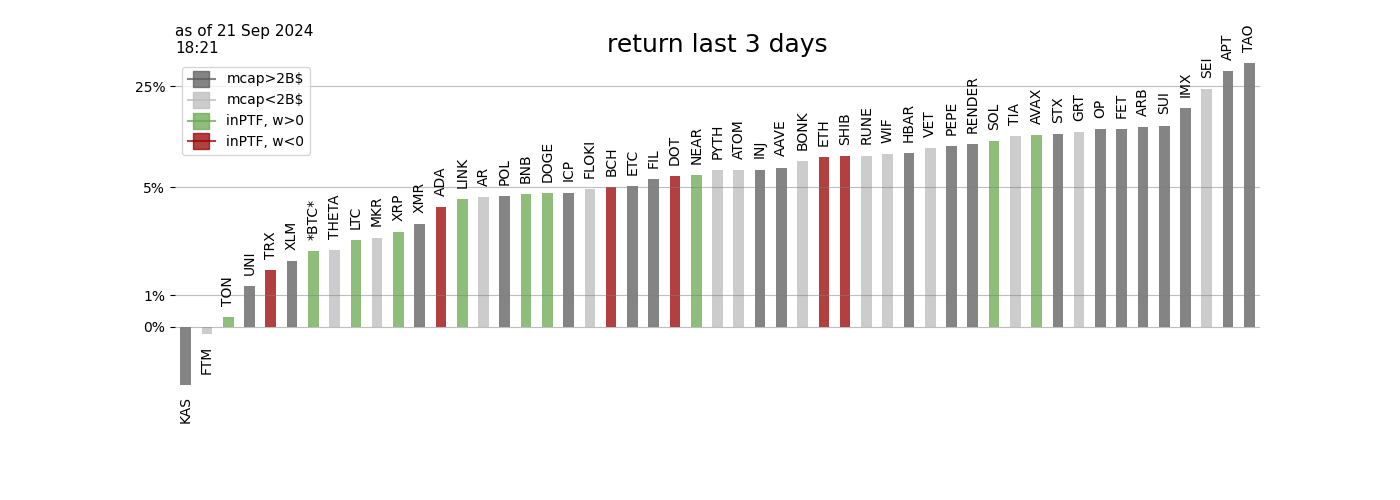 as of 21 Sep 2024
18:21
return last 3 days
mcap>2B$
mcap<2B$
inPTF, w>0
inPTF, w<0
25%
5%
1%
0%
KAS
FTM
TON
UNI
TRX
XLM
*BTC*
THETA
LTC
MKR
XRP
XMR
ADA
LINK
AR
POL
BNB
DOGE
ICP
FLOKI
BCH
ETC
FIL
DOT
NEAR
PYTH
ATOM
INJ
AAVE
BONK
ETH
SHIB
RUNE
WIF
HBAR
VET
PEPE
RENDER
SOL
TIA
AVAX
STX
GRT
OP
FET
ARB
SUI
IMX
SEI
APT
TAO